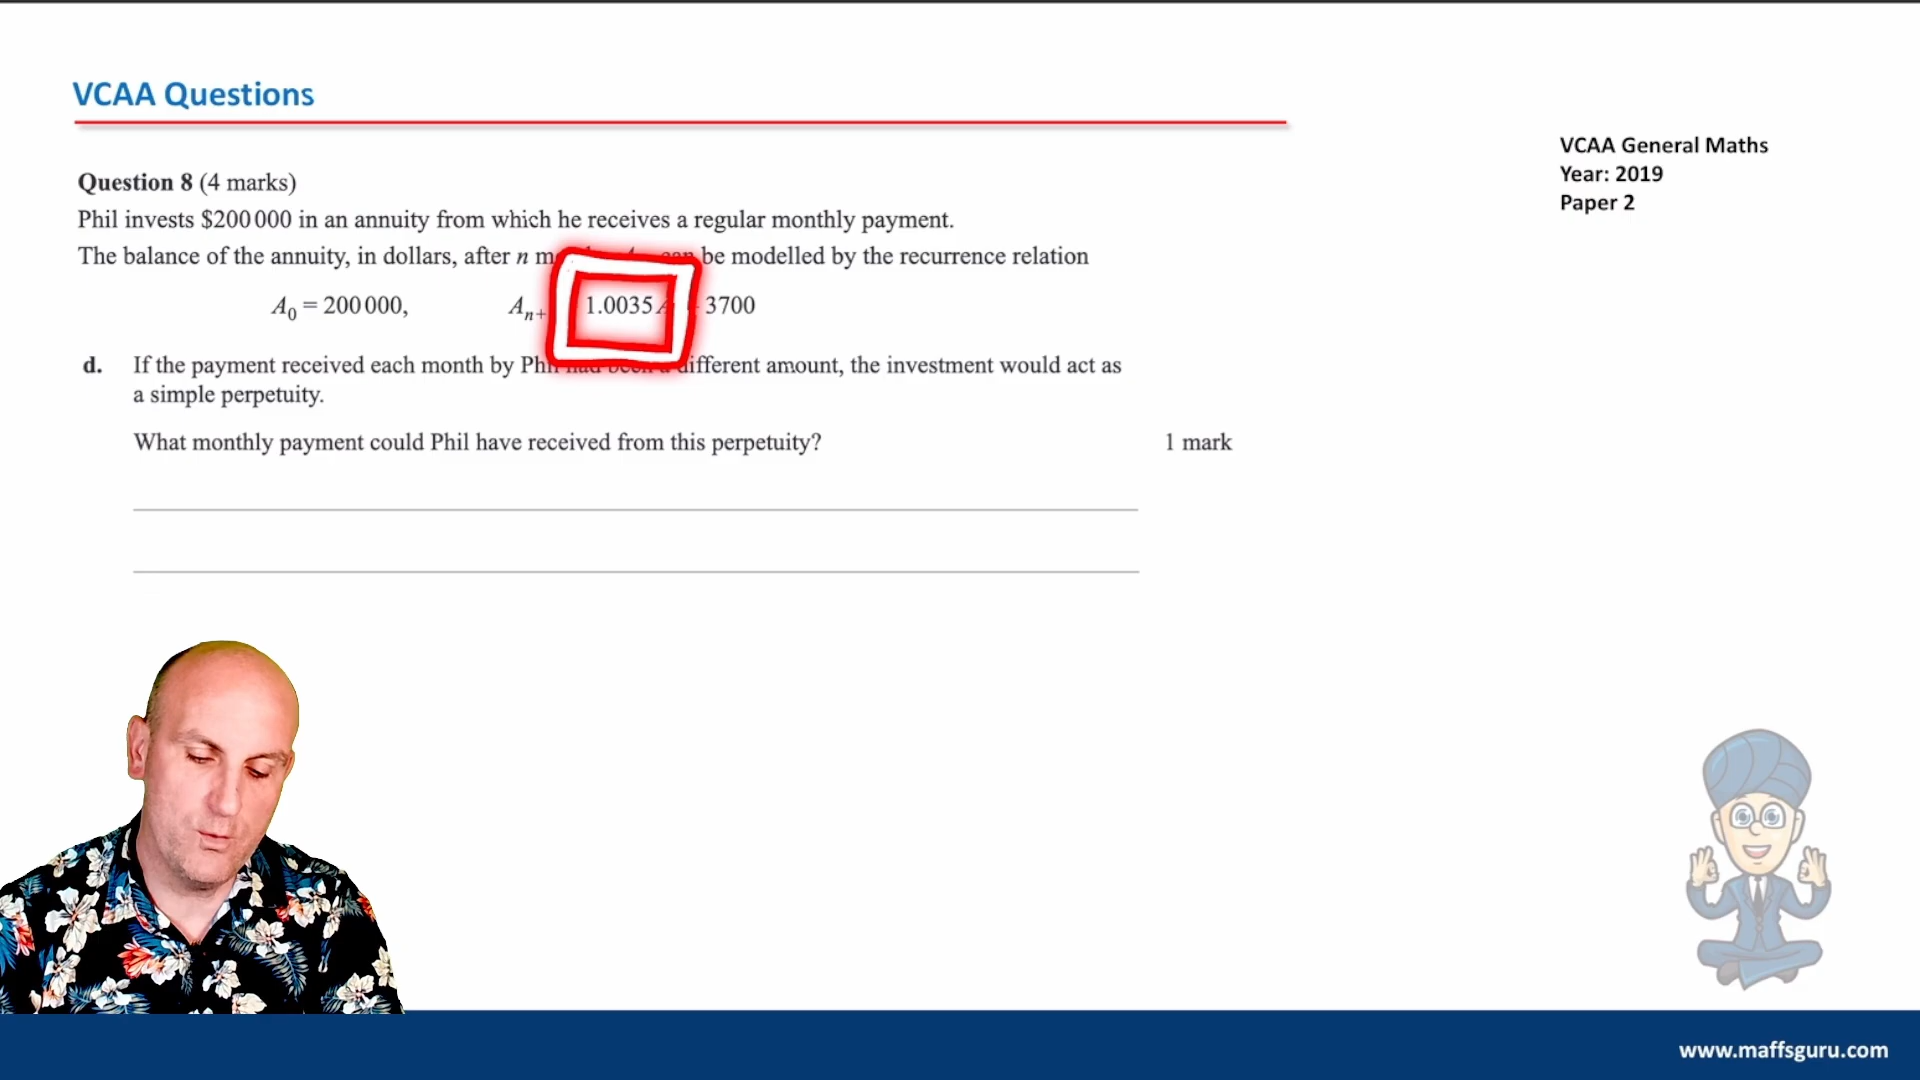 VCAA Questions
VCAA General Maths
Year: 2019
Paper 2
Question 8 (4 marks)
Phil invests $200 000 in an annuity from which he receives a regular monthly payment.
The balance of the annuity, in dollars, after n be modelled by the recurrence relation
A₀ = 200 000, Aₙ₊ 1.0035 3700
d. If the payment received each month by Phil different amount, the investment would act as
a simple perpetuity.
What monthly payment could Phil have received from this perpetuity? 1 mark
www.maffsguru.com